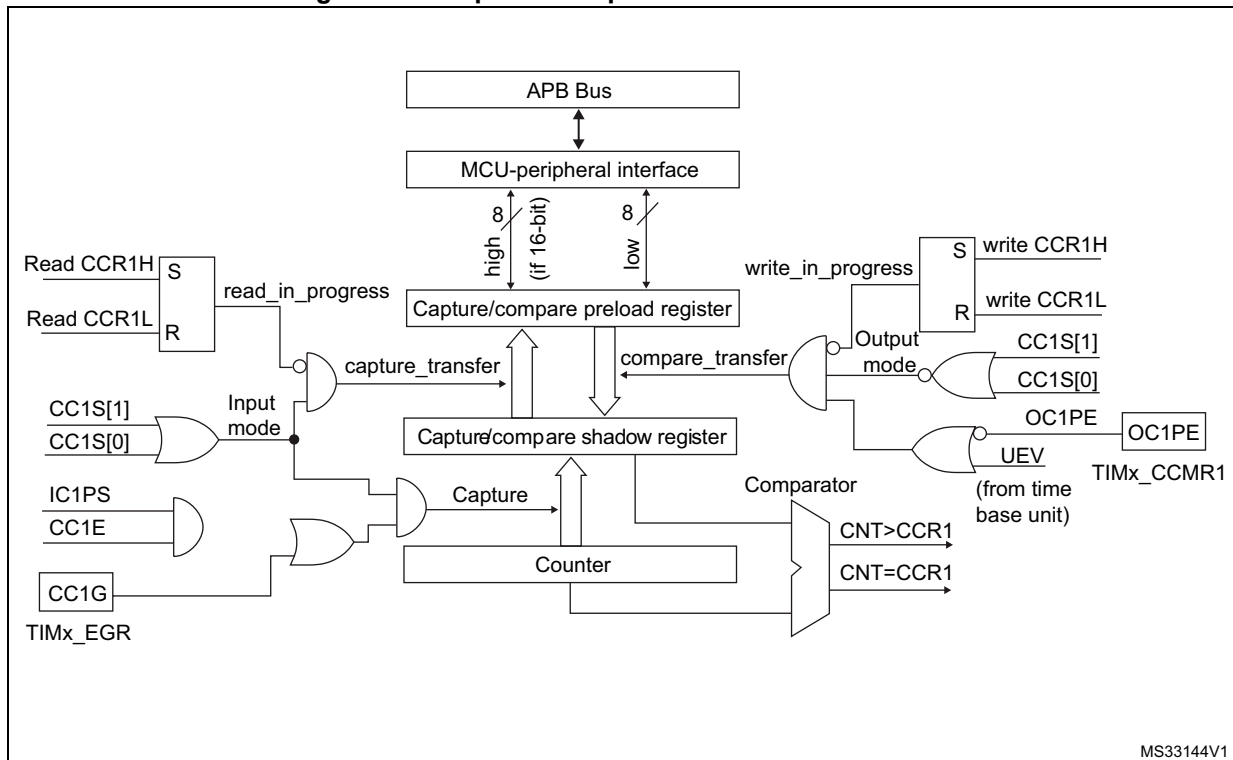 APB Bus
MCU-peripheral interface
8
high
(if 16-bit)
8
low
Read CCR1H
S
read_in_progress
Read CCR1L
R
write_in_progress
S
write CCR1H
R
write CCR1L
Capture/compare preload register
capture_transfer
compare_transfer
Output
mode
CC1S[1]
CC1S[0]
CC1S[1]
CC1S[0]
Input
mode
Capture/compare shadow register
OC1PE
OC1PE
UEV
TIMx_CCMR1
(from time
base unit)
IC1PS
CC1E
Capture
Comparator
CNT>CCR1
Counter
CNT=CCR1
CC1G
TIMx_EGR
MS33144V1